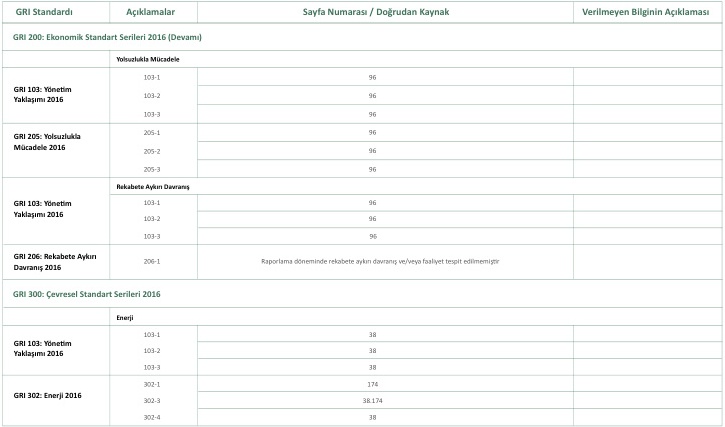 GRI Standardı Açıklamalar Sayfa Numarası / Doğrudan Kaynak Verilmeyen Bilginin Açıklaması
GRI 200: Ekonomik Standart Serileri 2016 (Devamı)
Yolsuzlukla Mücadele
GRI 103: Yönetim
Yaklaşımı 2016
103-1 96
103-2 96
103-3 96
GRI 205: Yolsuzlukla
Mücadele 2016
205-1 96
205-2 96
205-3 96
Rekabete Aykırı Davranış
GRI 103: Yönetim
Yaklaşımı 2016
103-1 96
103-2 96
103-3 96
GRI 206: Rekabete Aykırı
Davranış 2016
206-1 Raporlama döneminde rekabete aykırı davranış ve/veya faaliyet tespit edilmemiştir
GRI 300: Çevresel Standart Serileri 2016
Enerji
GRI 103: Yönetim
Yaklaşımı 2016
103-1 38
103-2 38
103-3 38
GRI 302: Enerji 2016
302-1 174
302-3 38.174
302-4 38